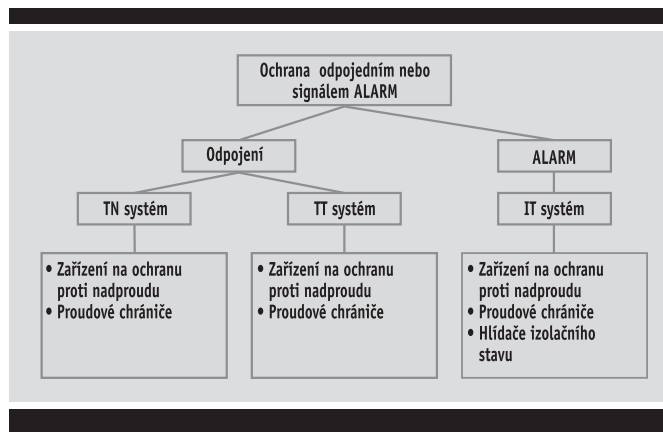 Ochrana odpojedním nebo
signálem ALARM
Odpojení
ALARM
TN systém
TT systém
IT systém
• Zařízení na ochranu
proti nadproudu
• Proudové chrániče
• Zařízení na ochranu
proti nadproudu
• Proudové chrániče
• Zařízení na ochranu
proti nadproudu
• Proudové chrániče
• Hlídače izolačního
stavu